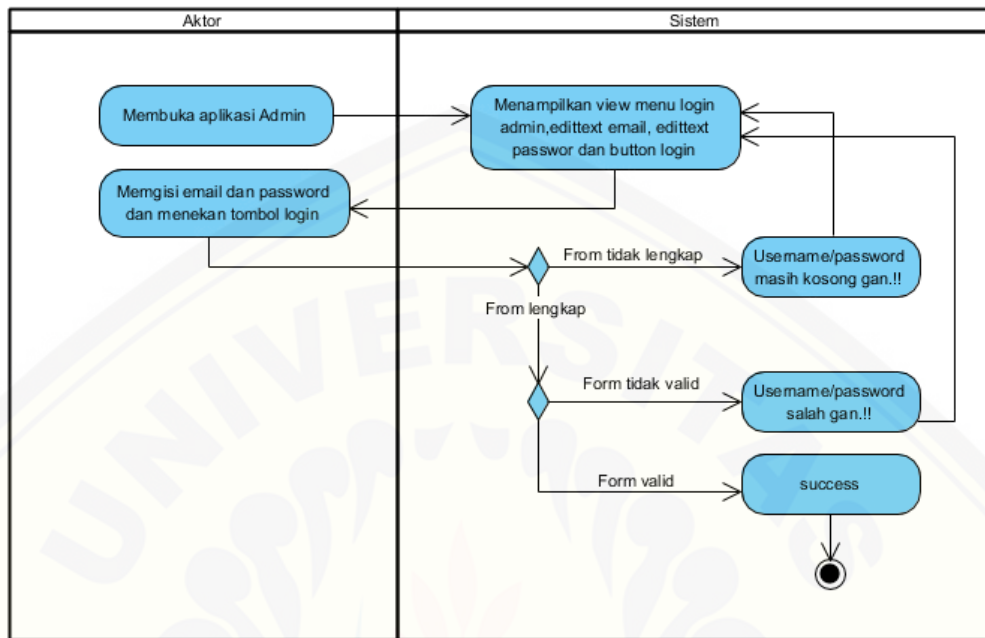 Aktor
Sistem
Membuka aplikasi Admin
Menampilkan view menu login
admin,edittext email, edittext
passwor dan button login
Memgisi email dan password
dan menekan tombol login
From tidak lengkap
Username/password
masih kosong gan.!!
From lengkap
Form tidak valid
Username/password
salah gan.!!
Form valid
success
UNIVERSITAS